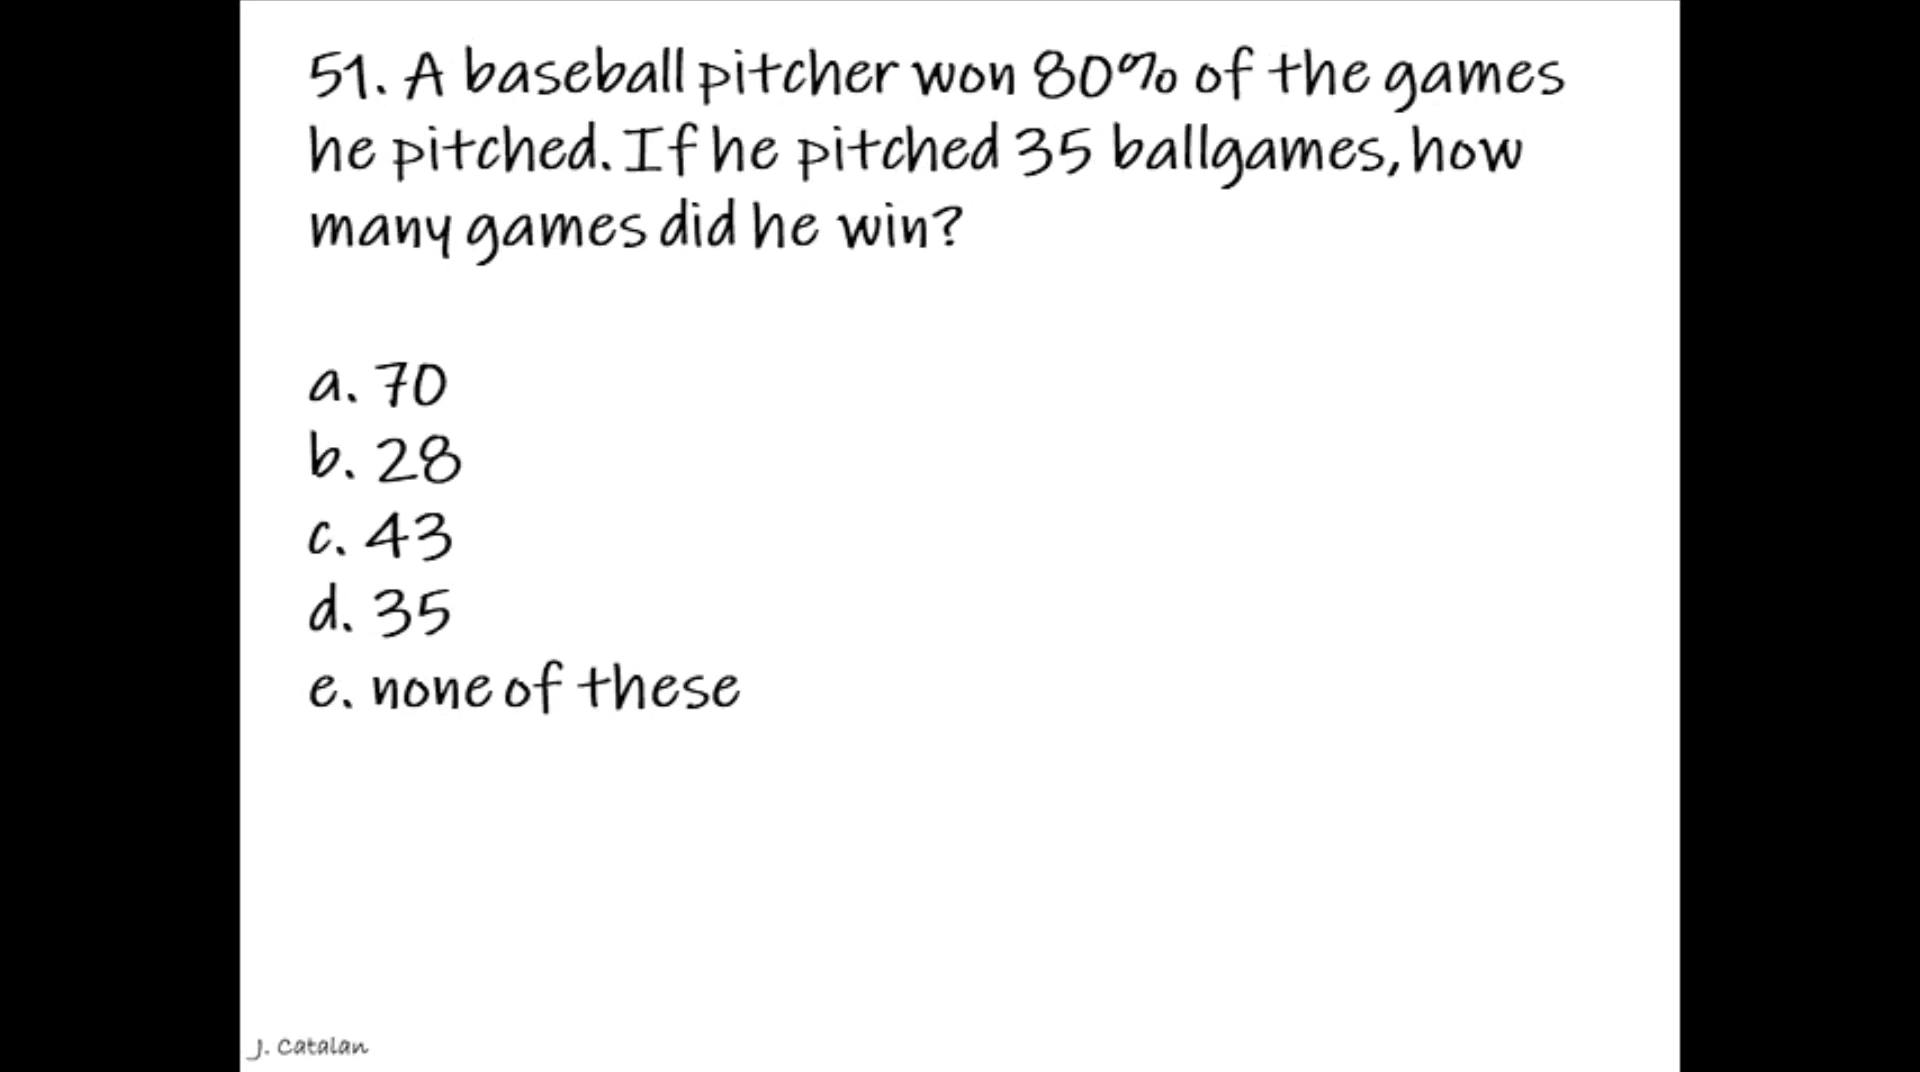 51. A baseball pitcher won 80% of the games
he pitched. If he pitched 35 ballgames, how
many games did he win?
a. 70
b. 28
c. 43
d. 35
e. none of these
J. Catalan